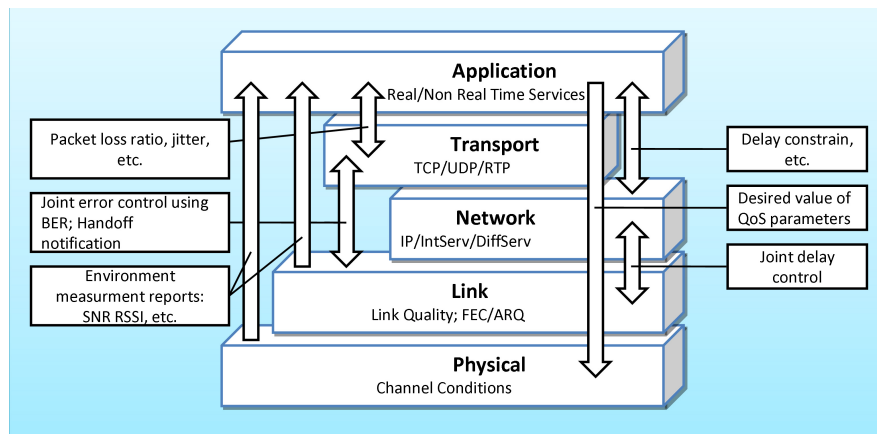 Application
Real/Non Real Time Services
Transport
TCP/UDP/RTP
Network
IP/IntServ/DiffServ
Link
Link Quality; FEC/ARQ
Physical
Channel Conditions
Packet loss ratio, jitter,
etc.
Joint error control using
BER; Handoff
notification
Environment
measurment reports:
SNR RSSI, etc.
Delay constrain,
etc.
Desired value of
QoS parameters
Joint delay
control